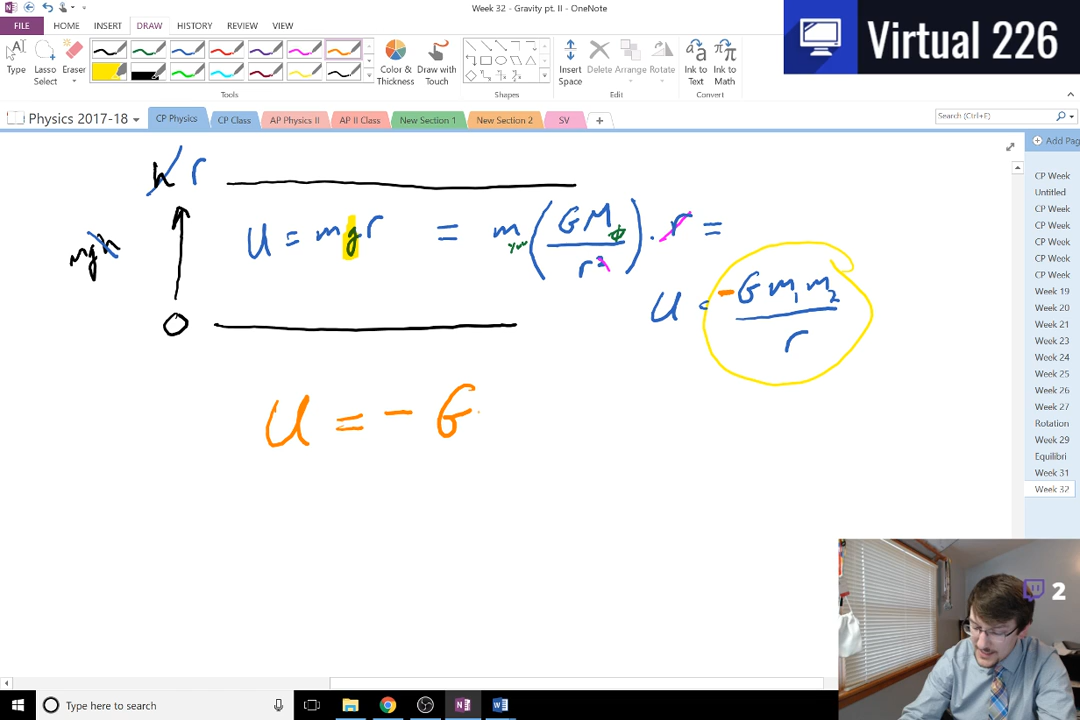 Week 32 - Gravity pt. II - OneNote
Virtual 226
FILE HOME INSERT DRAW HISTORY REVIEW VIEW
Type
Lasso Select
Eraser
Color & Thickness
Draw with Touch
Insert Space
Delete
Arrange
Rotate
Ink to Text
Ink to Math
Tools
Shapes
Edit
Convert
Physics 2017-18
CP Physics
CP Class
AP Physics II
AP II Class
New Section 1
New Section 2
SV
Search (Ctrl+E)
Add Pag
CP Week
Untitled
CP Week
CP Week
CP Week
CP Week
Week 19
Week 20
Week 21
Week 23
Week 24
Week 25
Week 26
Week 27
Rotation
Week 29
Equilibri
Week 31
Week 32
h r
mgh
0
U = mgr = m ( G M / r² ) · r =
U = - G m₁ m₂ / r
U = - G
2
Type here to search